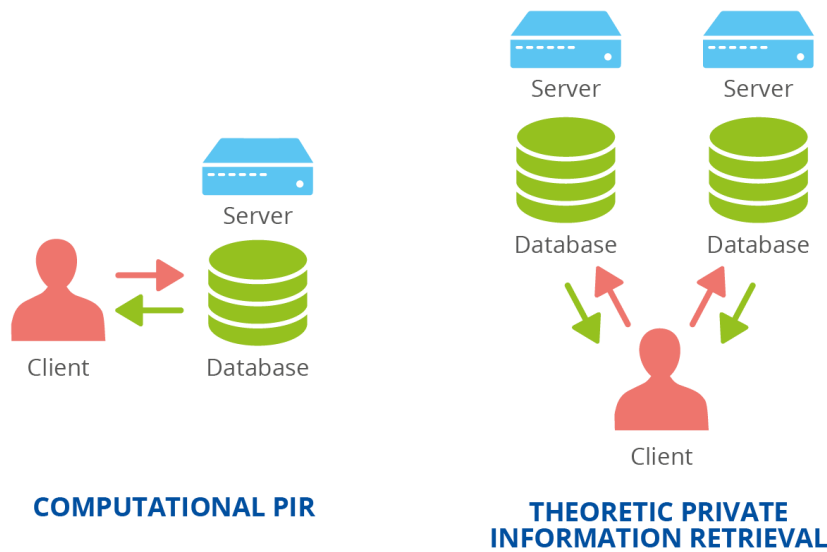 Server
Database
Client
COMPUTATIONAL PIR
Server
Server
Database
Database
Client
THEORETIC PRIVATE
INFORMATION RETRIEVAL